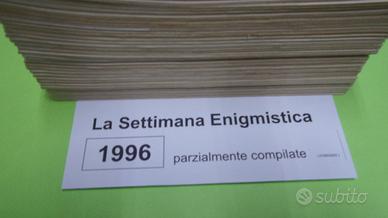 La Settimana Enigmistica
1996 parzialmente compilate
subito